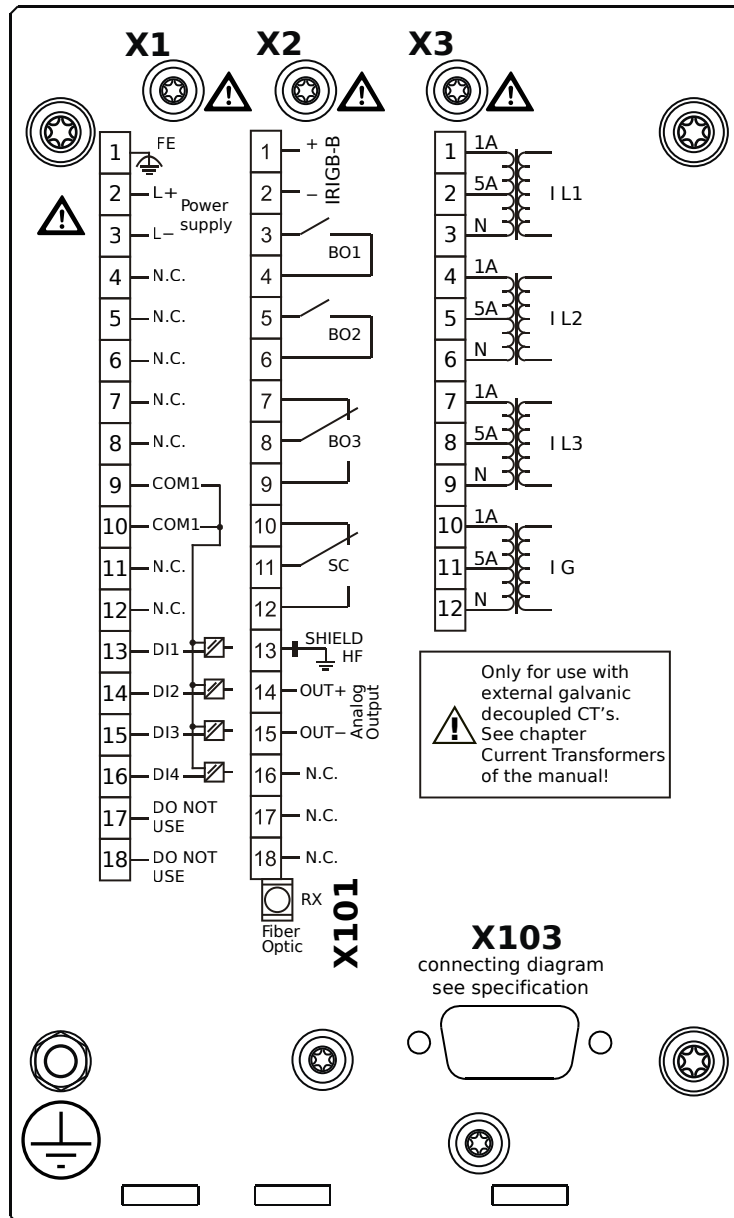 X1
X2
X3
1 FE
2 L+
Power
supply
3 L−
4 N.C.
5 N.C.
6 N.C.
7 N.C.
8 N.C.
9 COM1
10 COM1
11 N.C.
12 N.C.
13 DI1
14 DI2
15 DI3
16 DI4
17 DO NOT
USE
18 DO NOT
USE
1 +
2 −
IRIGB-B
3
BO1
4
5
BO2
6
7
8 BO3
9
10
11 SC
12
13 SHIELD
HF
14 OUT+
15 OUT−
Analog
Output
16 N.C.
17 N.C.
18 N.C.
RX
Fiber
Optic
X101
1 1A
2 5A I L1
3 N
4 1A
5 5A I L2
6 N
7 1A
8 5A I L3
9 N
10 1A
11 5A I G
12 N
Only for use with
external galvanic
decoupled CT's.
See chapter
Current Transformers
of the manual!
X103
connecting diagram
see specification